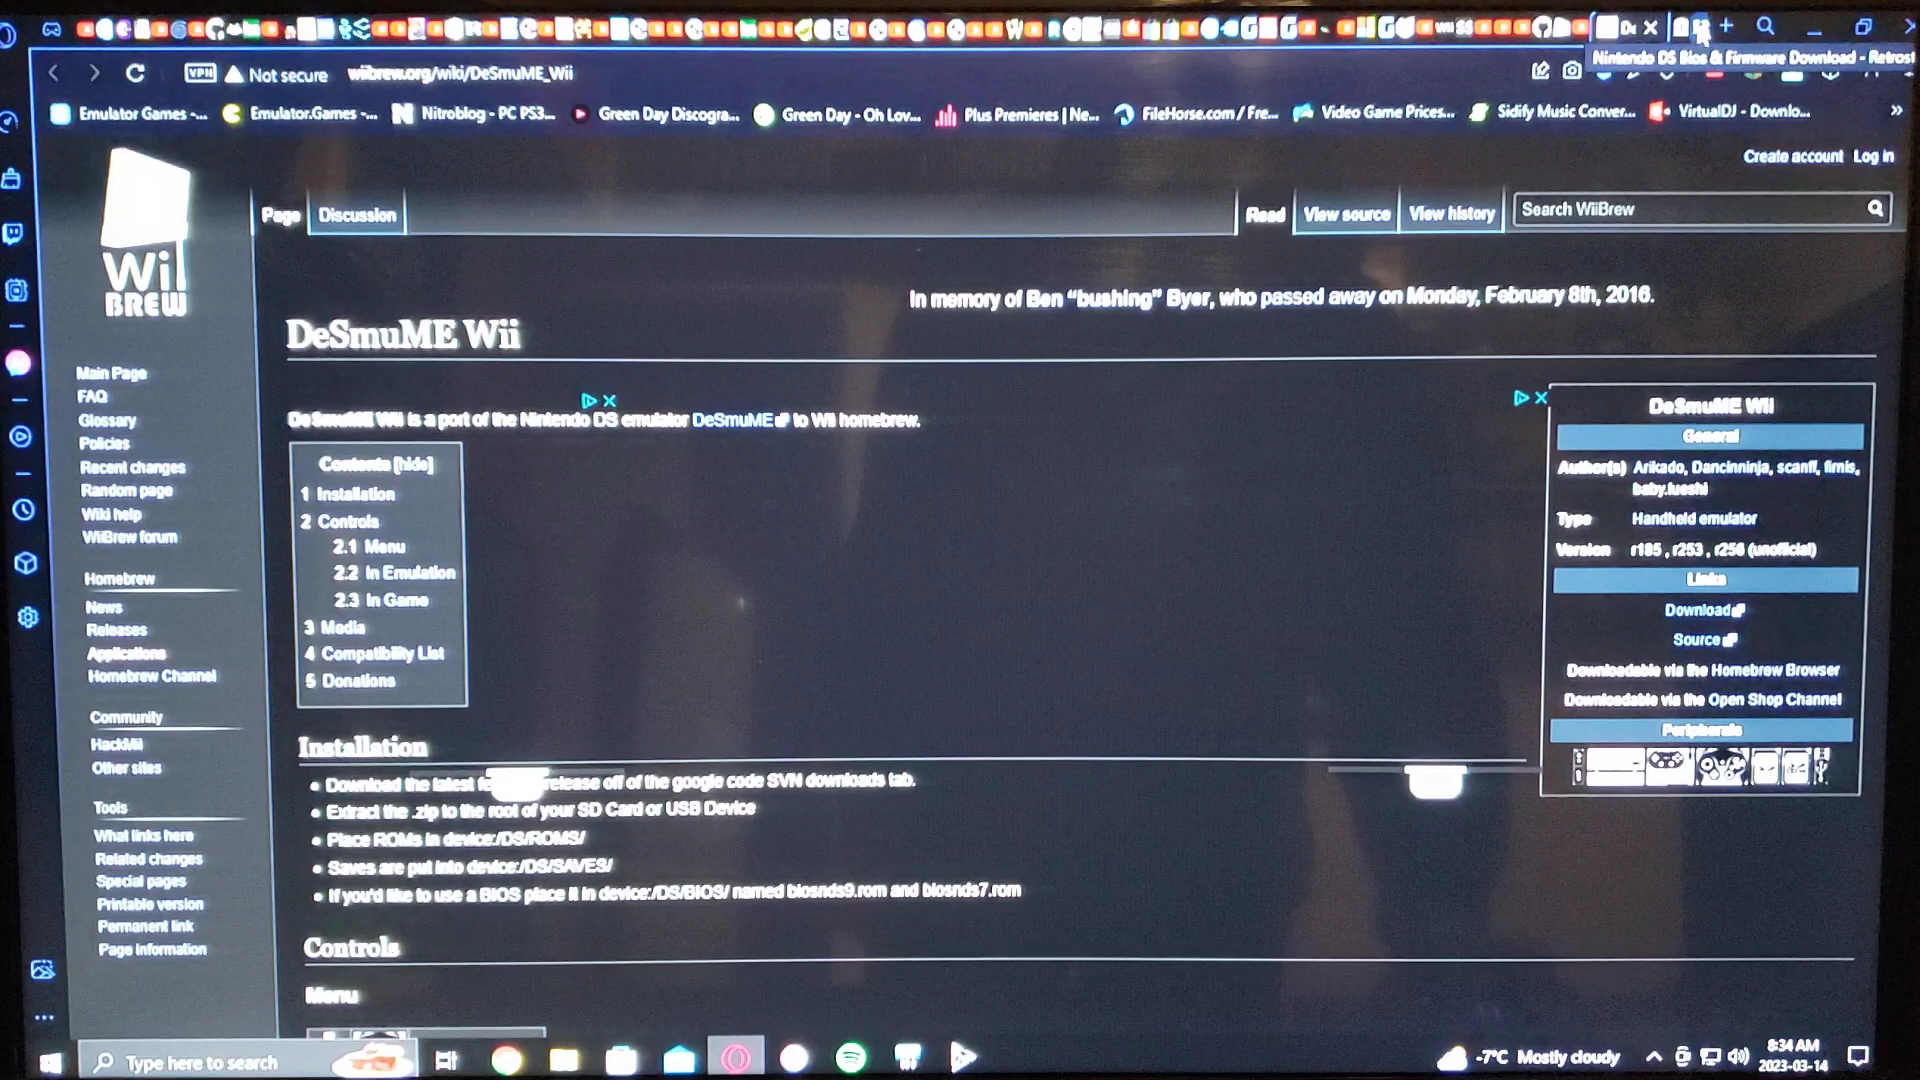 De
Nintendo DS Bios & Firmware Download - Retrost
VPN Not secure wiibrew.org/wiki/DeSmuME_Wii
Emulator Games -... Emulator.Games -... Nitroblog - PC PS3... Green Day Discogra... Green Day - Oh Lov... Plus Premieres | Ne... FileHorse.com / Fre... Video Game Prices... Sidify Music Conver... VirtualDJ - Downlo... »
Create account Log in
Page Discussion Read View source View history Search WiiBrew
Wii
BREW
In memory of Ben “bushing” Byer, who passed away on Monday, February 8th, 2016.
DeSmuME Wii
DeSmuME Wii is a port of the Nintendo DS emulator DeSmuME to Wii homebrew.
Contents [hide]
1 Installation
2 Controls
2.1 Menu
2.2 In Emulation
2.3 In Game
3 Media
4 Compatibility List
5 Donations
Installation
Download the latest release off of the google code SVN downloads tab.
Extract the .zip to the root of your SD Card or USB Device
Place ROMs in device:/DS/ROMS/
Saves are put into device:/DS/SAVES/
If you'd like to use a BIOS place it in device:/DS/BIOS/ named biosnds9.rom and biosnds7.rom
Controls
Menu
DeSmuME Wii
General
Author(s) Arikado, Dancinninja, scanff, firnis, baby.lueshi
Type Handheld emulator
Version r185 , r253 , r256 (unofficial)
Links
Download
Source
Downloadable via the Homebrew Browser
Downloadable via the Open Shop Channel
Peripherals
Main Page
FAQ
Glossary
Policies
Recent changes
Random page
Wiki help
WiiBrew forum
Homebrew
News
Releases
Applications
Homebrew Channel
Community
HackMii
Other sites
Tools
What links here
Related changes
Special pages
Printable version
Permanent link
Page information
Type here to search
-7°C Mostly cloudy
8:34 AM
2023-03-14